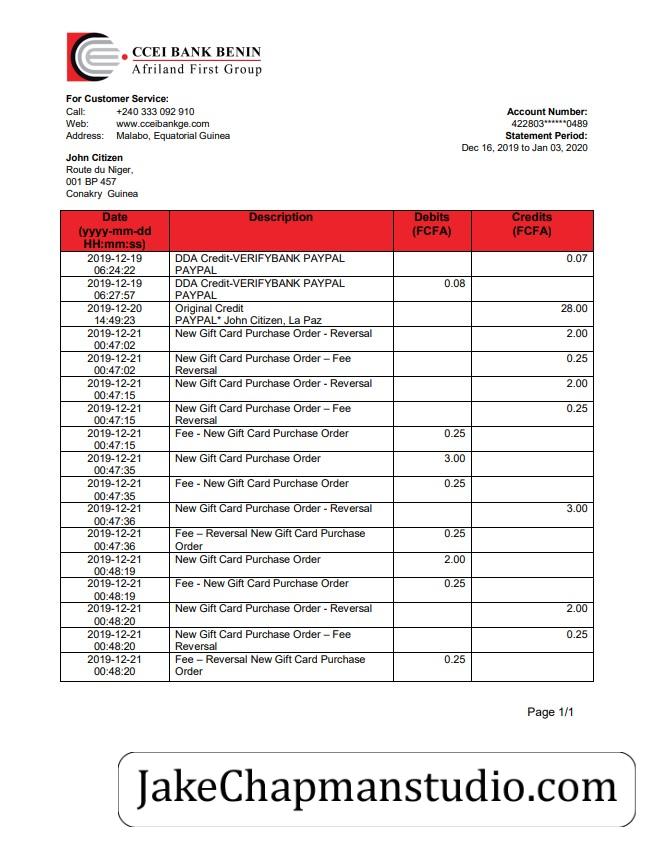 CCEI BANK BENIN
Afriland First Group
For Customer Service:
Call: +240 333 092 910
Web: www.cceibankge.com
Address: Malabo, Equatorial Guinea
Account Number:
422803******0489
Statement Period:
Dec 16, 2019 to Jan 03, 2020
John Citizen
Route du Niger,
001 BP 457
Conakry Guinea
Date Description Debits Credits
(yyyy-mm-dd (FCFA) (FCFA)
HH:mm:ss)
2019-12-19 DDA Credit-VERIFYBANK PAYPAL 0.07
06:24:22 PAYPAL
2019-12-19 DDA Credit-VERIFYBANK PAYPAL 0.08
06:27:57 PAYPAL
2019-12-20 Original Credit 28.00
14:49:23 PAYPAL* John Citizen, La Paz
2019-12-21 New Gift Card Purchase Order - Reversal 2.00
00:47:02
2019-12-21 New Gift Card Purchase Order – Fee 0.25
00:47:02 Reversal
2019-12-21 New Gift Card Purchase Order - Reversal 2.00
00:47:15
2019-12-21 New Gift Card Purchase Order – Fee 0.25
00:47:15 Reversal
2019-12-21 Fee - New Gift Card Purchase Order 0.25
00:47:15
2019-12-21 New Gift Card Purchase Order 3.00
00:47:35
2019-12-21 Fee - New Gift Card Purchase Order 0.25
00:47:35
2019-12-21 New Gift Card Purchase Order - Reversal 3.00
00:47:36
2019-12-21 Fee – Reversal New Gift Card Purchase 0.25
00:47:36 Order
2019-12-21 New Gift Card Purchase Order 2.00
00:48:19
2019-12-21 Fee - New Gift Card Purchase Order 0.25
00:48:19
2019-12-21 New Gift Card Purchase Order - Reversal 2.00
00:48:20
2019-12-21 New Gift Card Purchase Order – Fee 0.25
00:48:20 Reversal
2019-12-21 Fee – Reversal New Gift Card Purchase 0.25
00:48:20 Order
Page 1/1
JakeChapmanstudio.com